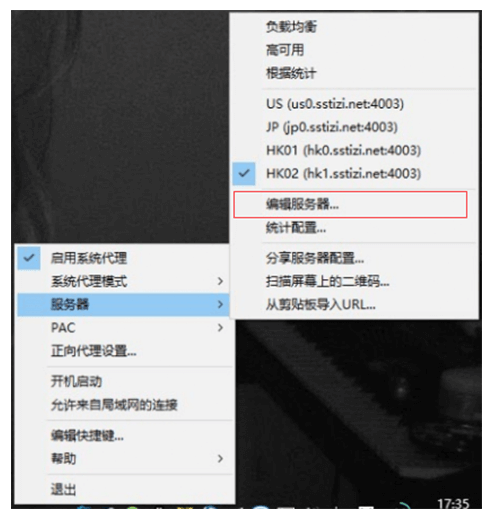 负载均衡
高可用
根据统计
US (us0.sstizi.net:4003)
JP (jp0.sstizi.net:4003)
HK01 (hk0.sstizi.net:4003)
HK02 (hk1.sstizi.net:4003)
编辑服务器...
统计配置...
分享服务器配置...
扫描屏幕上的二维码...
从剪贴板导入URL...
启用系统代理
系统代理模式
服务器
PAC
正向代理设置...
开机启动
允许来自局域网的连接
编辑快捷键...
帮助
退出
17:35